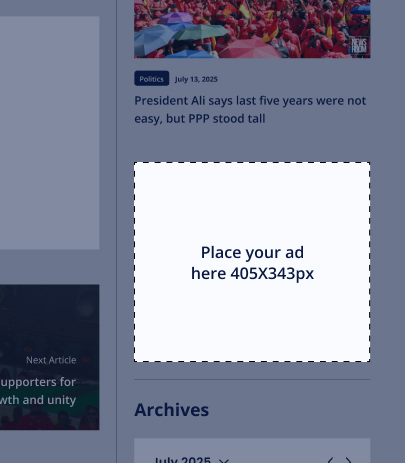 NEWS
ROOM
Politics
July 13, 2025
President Ali says last five years were not
easy, but PPP stood tall
Place your ad
here 405X343px
Next Article
upporters for
wth and unity
Archives
July 2025